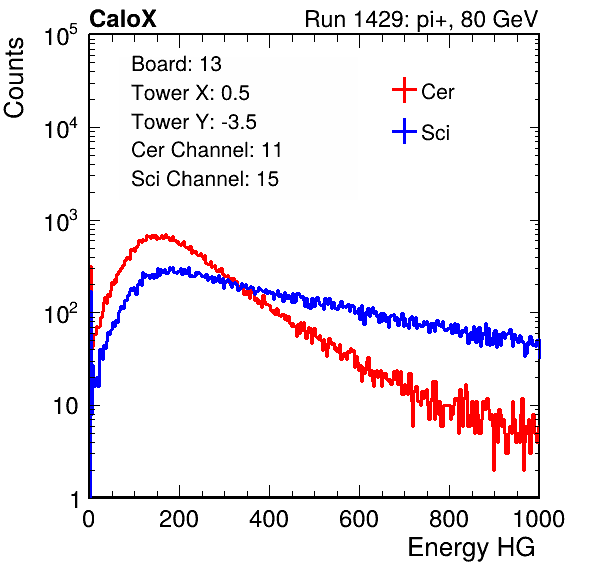 CaloX Run 1429: pi+, 80 GeV
Counts
Board: 13
Tower X: 0.5
Tower Y: -3.5
Cer Channel: 11
Sci Channel: 15
Cer
Sci
10^5
10^4
10^3
10^2
10
1
0 200 400 600 800 1000
Energy HG